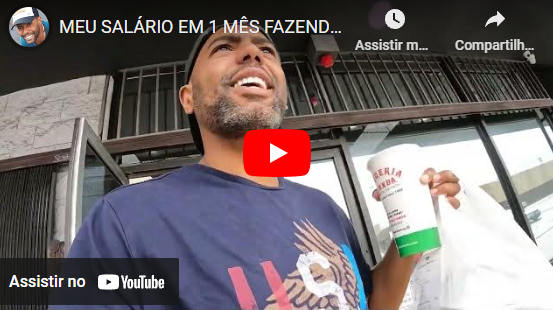 MEU SALÁRIO EM 1 MÊS FAZEND...
Assistir m...
Compartilh...
Assistir no YouTube